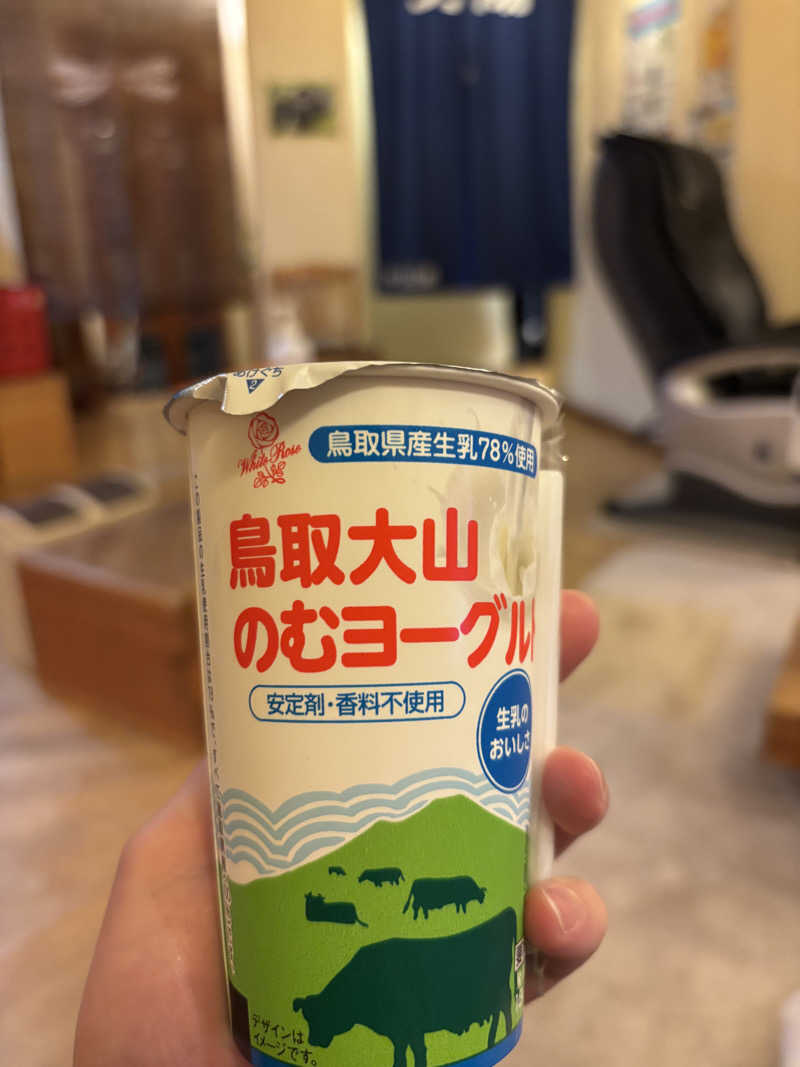 あけぐち
2
White Rose
鳥取県産生乳78%使用
鳥取大山
のむヨーグル
安定剤・香料不使用
生乳の
おいしさ
デザインは
イメージです。